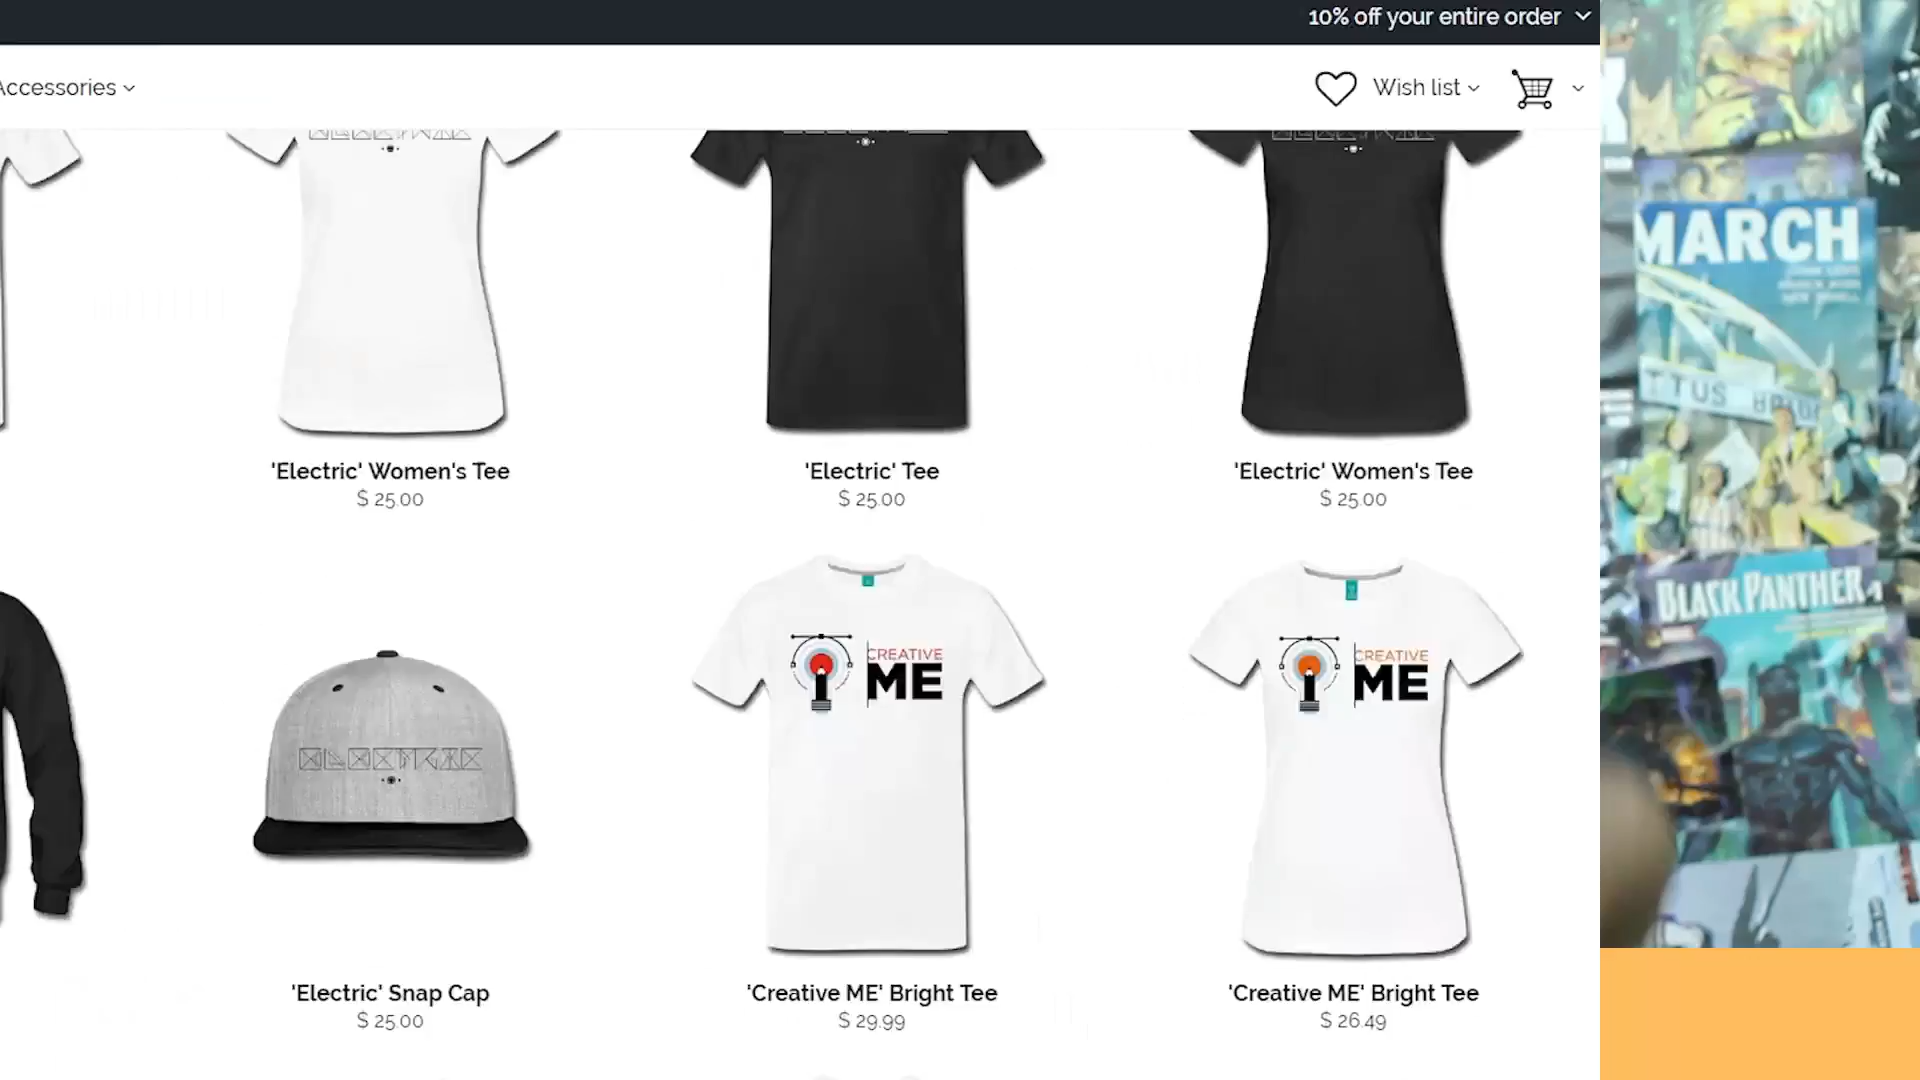 10% off your entire order
Accessories
Wish list
'Electric' Women's Tee
$ 25.00
'Electric' Tee
$ 25.00
'Electric' Women's Tee
$ 25.00
ELECTRIC
CREATIVE
ME
CREATIVE
ME
'Electric' Snap Cap
$ 25.00
'Creative ME' Bright Tee
$ 29.99
'Creative ME' Bright Tee
$ 26.49
MARCH
BLACK PANTHER